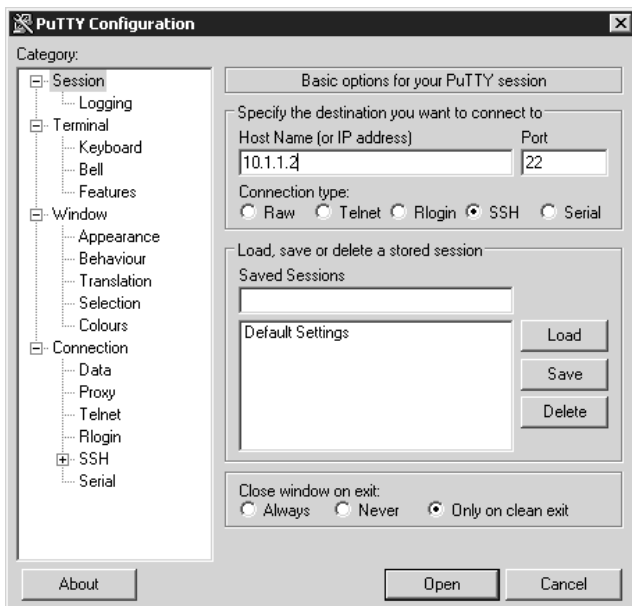 PuTTY Configuration
Category:
Session
Logging
Terminal
Keyboard
Bell
Features
Window
Appearance
Behaviour
Translation
Selection
Colours
Connection
Data
Proxy
Telnet
Rlogin
SSH
Serial
Basic options for your PuTTY session
Specify the destination you want to connect to
Host Name (or IP address) Port
10.1.1.2 22
Connection type:
Raw Telnet Rlogin SSH Serial
Load, save or delete a stored session
Saved Sessions
Default Settings
Load
Save
Delete
Close window on exit:
Always Never Only on clean exit
About Open Cancel